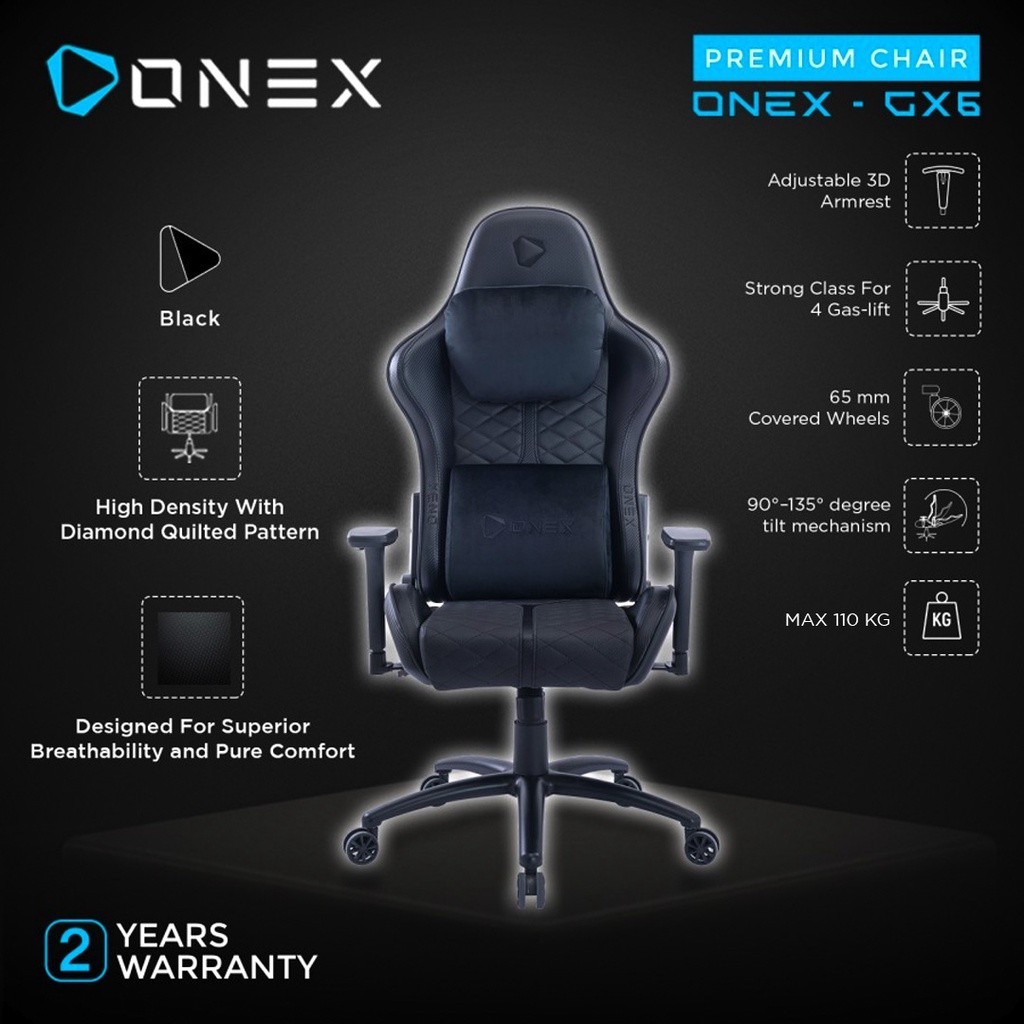 ONEX
PREMIUM CHAIR
ONEX - GX6
Black
High Density With
Diamond Quilted Pattern
Designed For Superior
Breathability and Pure Comfort
Adjustable 3D
Armrest
Strong Class For
4 Gas-lift
65 mm
Covered Wheels
90°-135° degree
tilt mechanism
MAX 110 KG
KG
ONEX
ONEX
ONEX
2 YEARS
WARRANTY